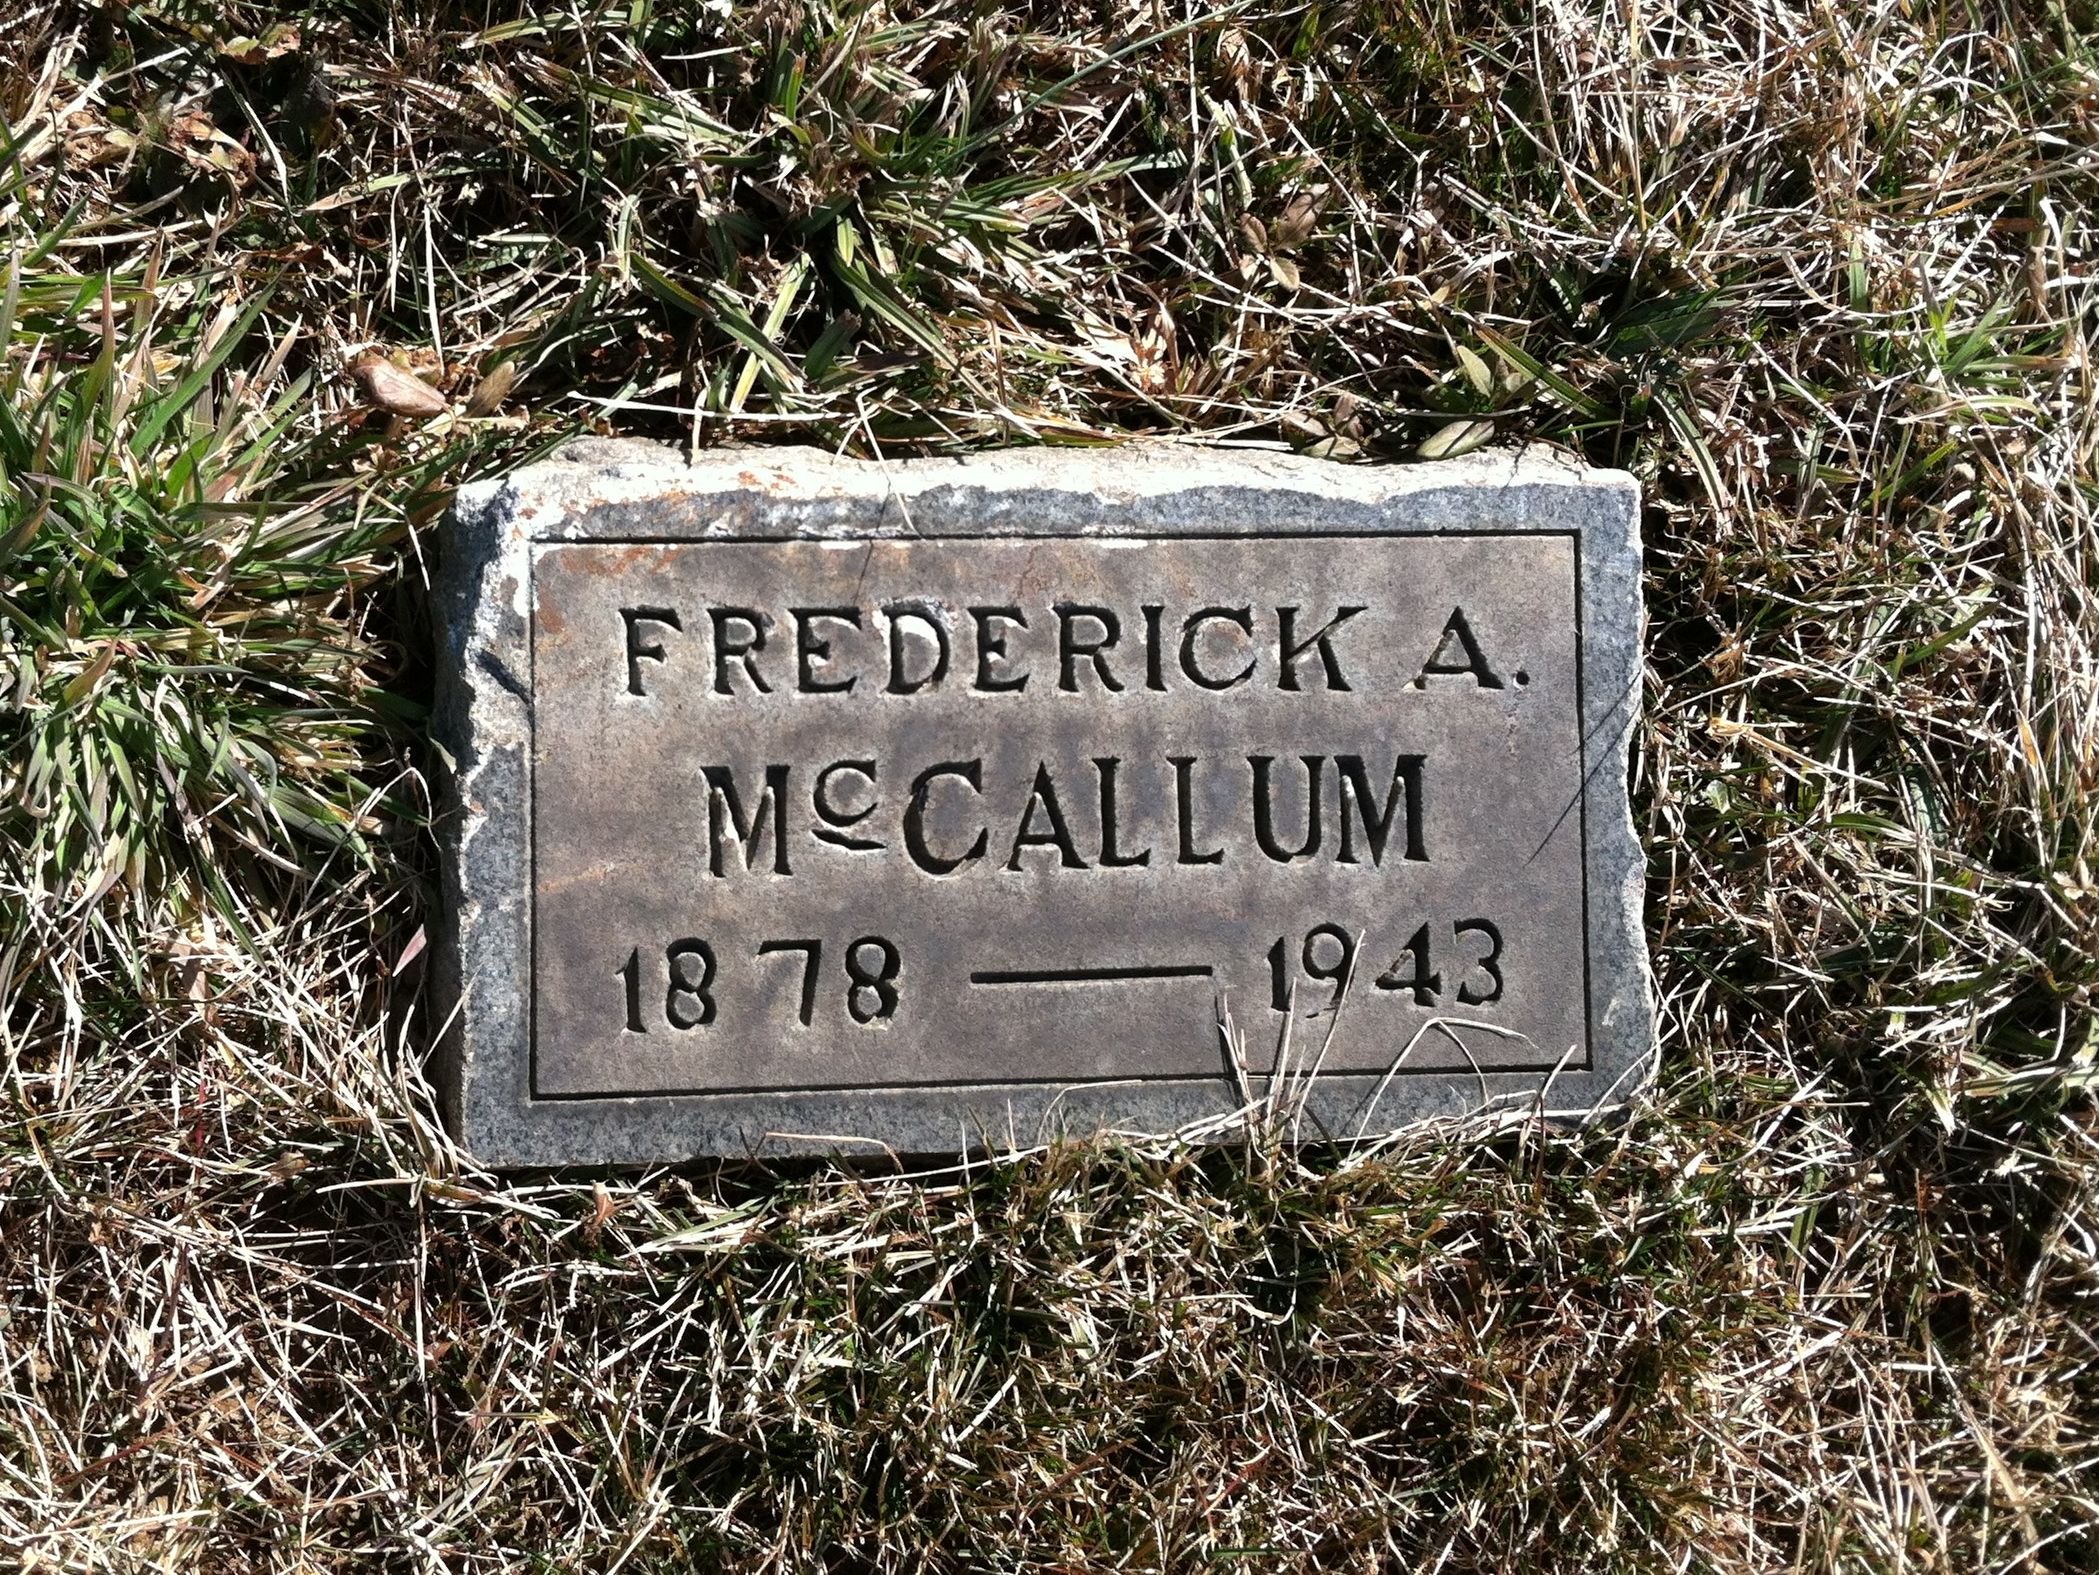 FREDERICK A.
McCALLUM
1878 — 1943